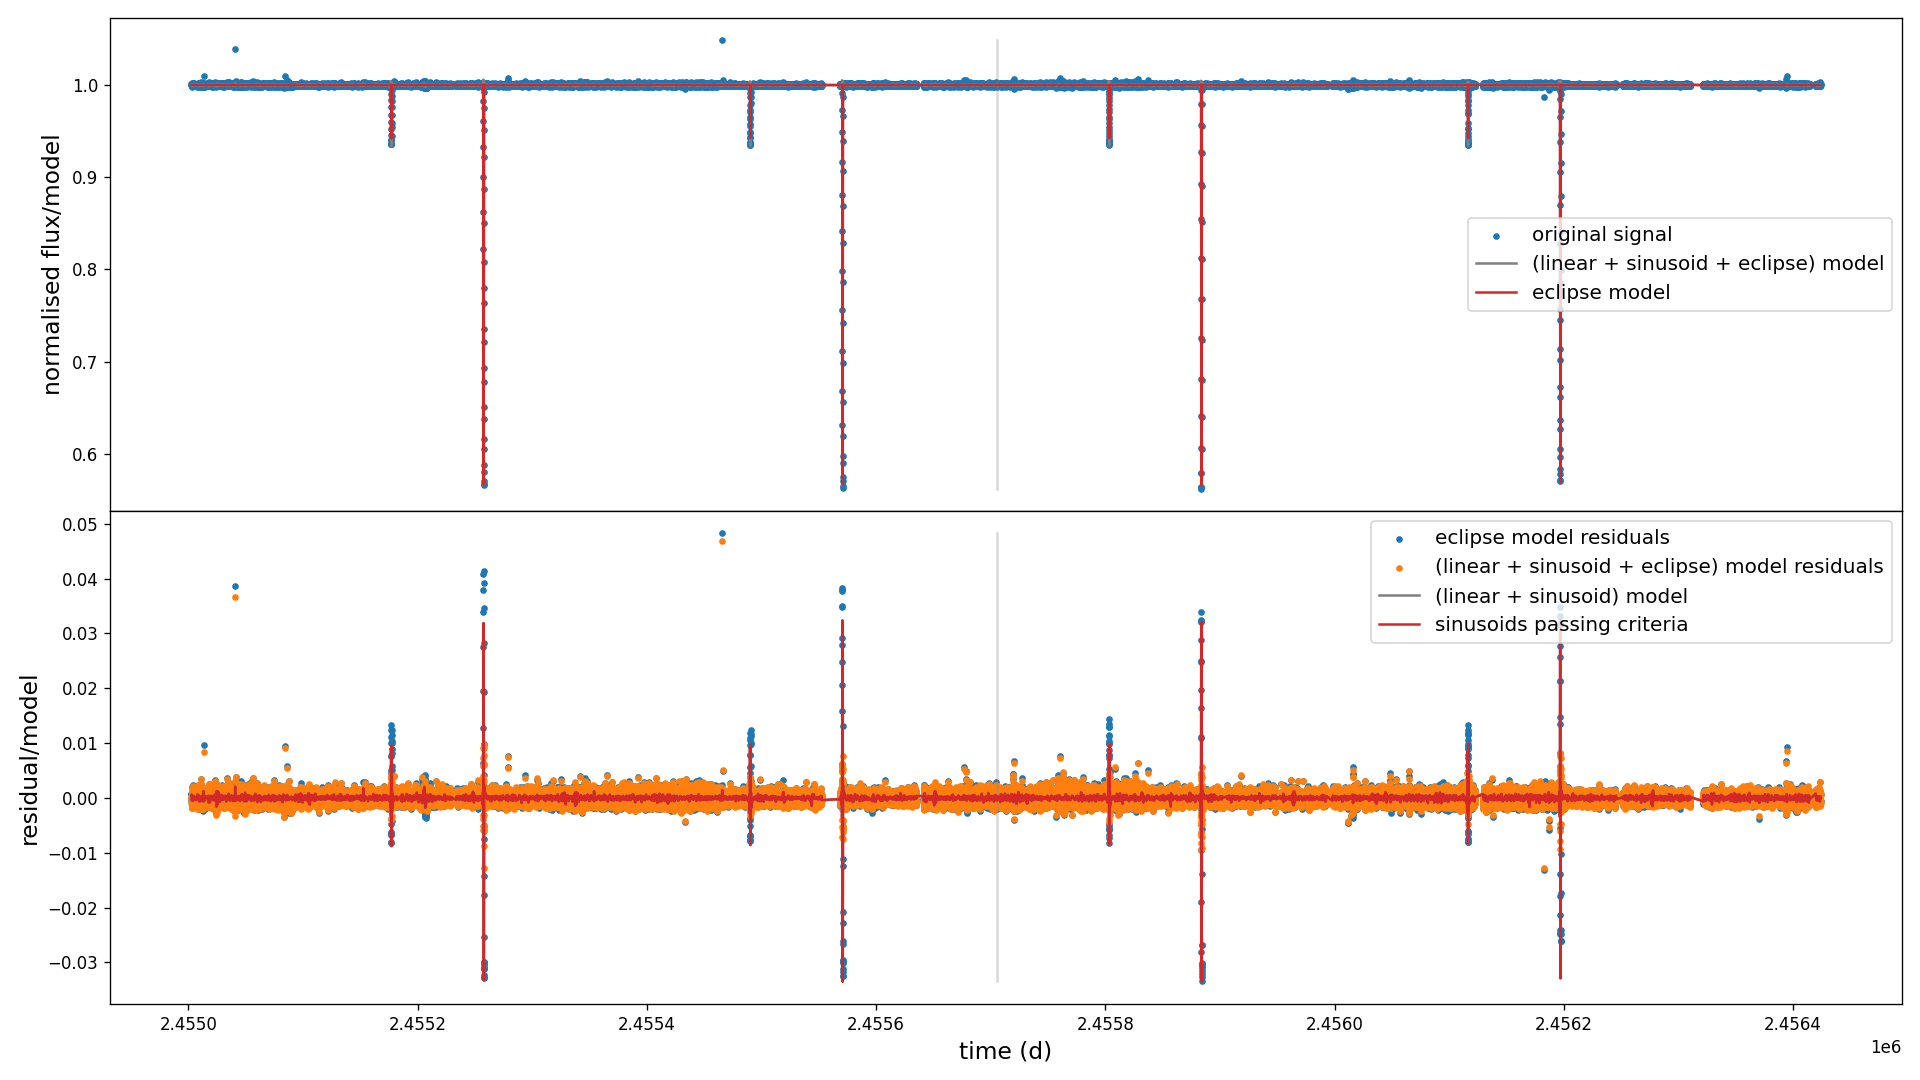 normalised flux/model
1.0
0.9
0.8
0.7
0.6
original signal
(linear + sinusoid + eclipse) model
eclipse model
residual/model
0.05
0.04
0.03
0.02
0.01
0.00
−0.01
−0.02
−0.03
eclipse model residuals
(linear + sinusoid + eclipse) model residuals
(linear + sinusoid) model
sinusoids passing criteria
2.4550 2.4552 2.4554 2.4556 2.4558 2.4560 2.4562 2.4564
1e6
time (d)